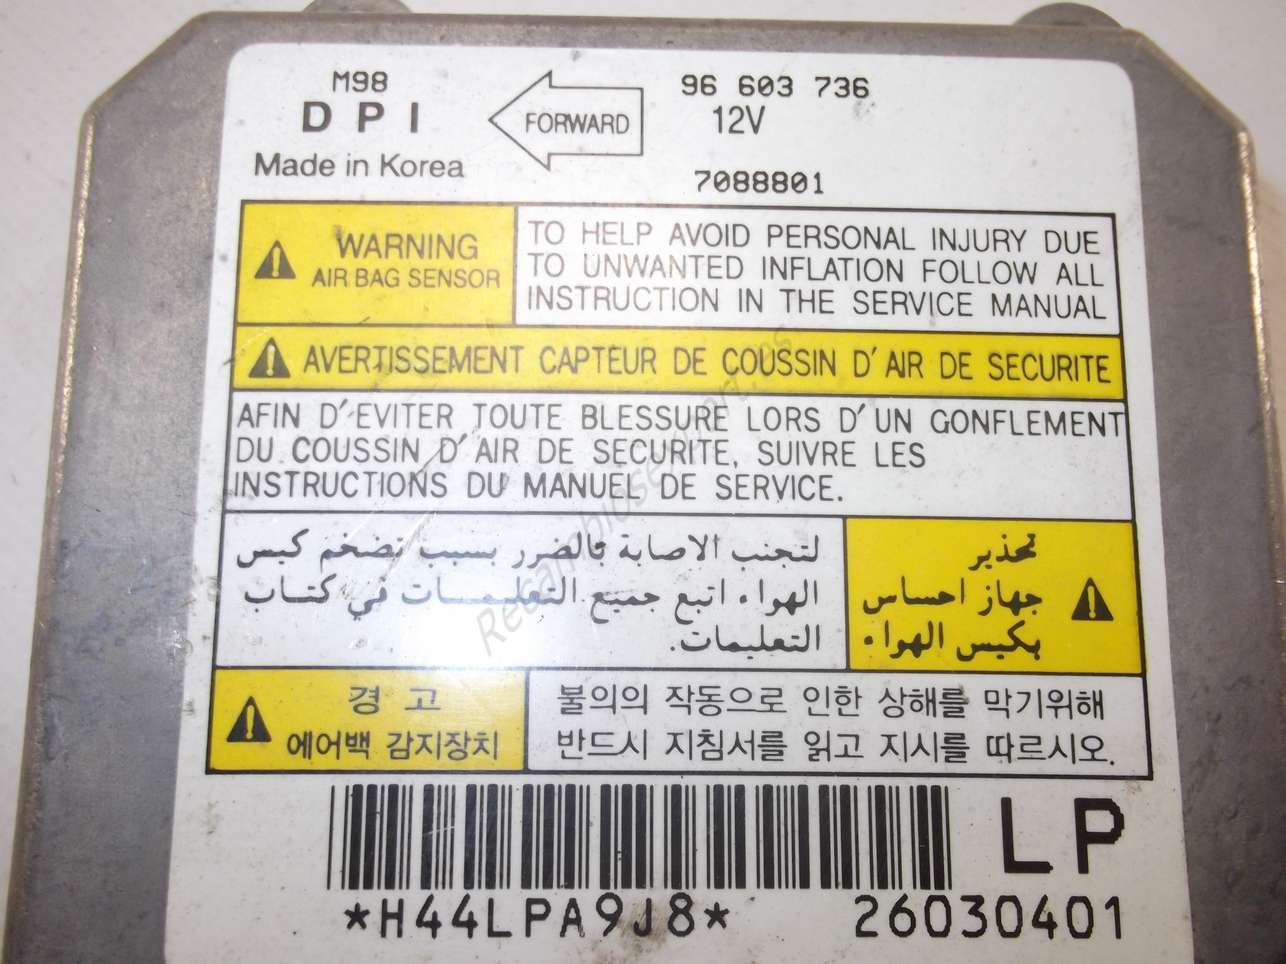 M98
DPI
Made in Korea
FORWARD
96 603 736
12V
7088801
WARNING
AIR BAG SENSOR
TO HELP AVOID PERSONAL INJURY DUE
TO UNWANTED INFLATION FOLLOW ALL
INSTRUCTION IN THE SERVICE MANUAL
AVERTISSEMENT CAPTEUR DE COUSSIN D'AIR DE SECURITE
AFIN D'EVITER TOUTE BLESSURE LORS D'UN GONFLEMENT
DU COUSSIN D'AIR DE SECURITE, SUIVRE LES
INSTRUCTIONS DU MANUEL DE SERVICE.
تحذير
جهاز احساس
بكيس الهواء
لتجنب الاصابة بالضرر بسبب تضخم كيس
الهواء اتبع جميع التعليمات في كتاب
التعليمات.
경 고
에어백 감지장치
불의의 작동으로 인한 상해를 막기위해
반드시 지침서를 읽고 지시를 따르시오.
LP
*H44LPA9J8* 26030401
Recambiosexpert.es